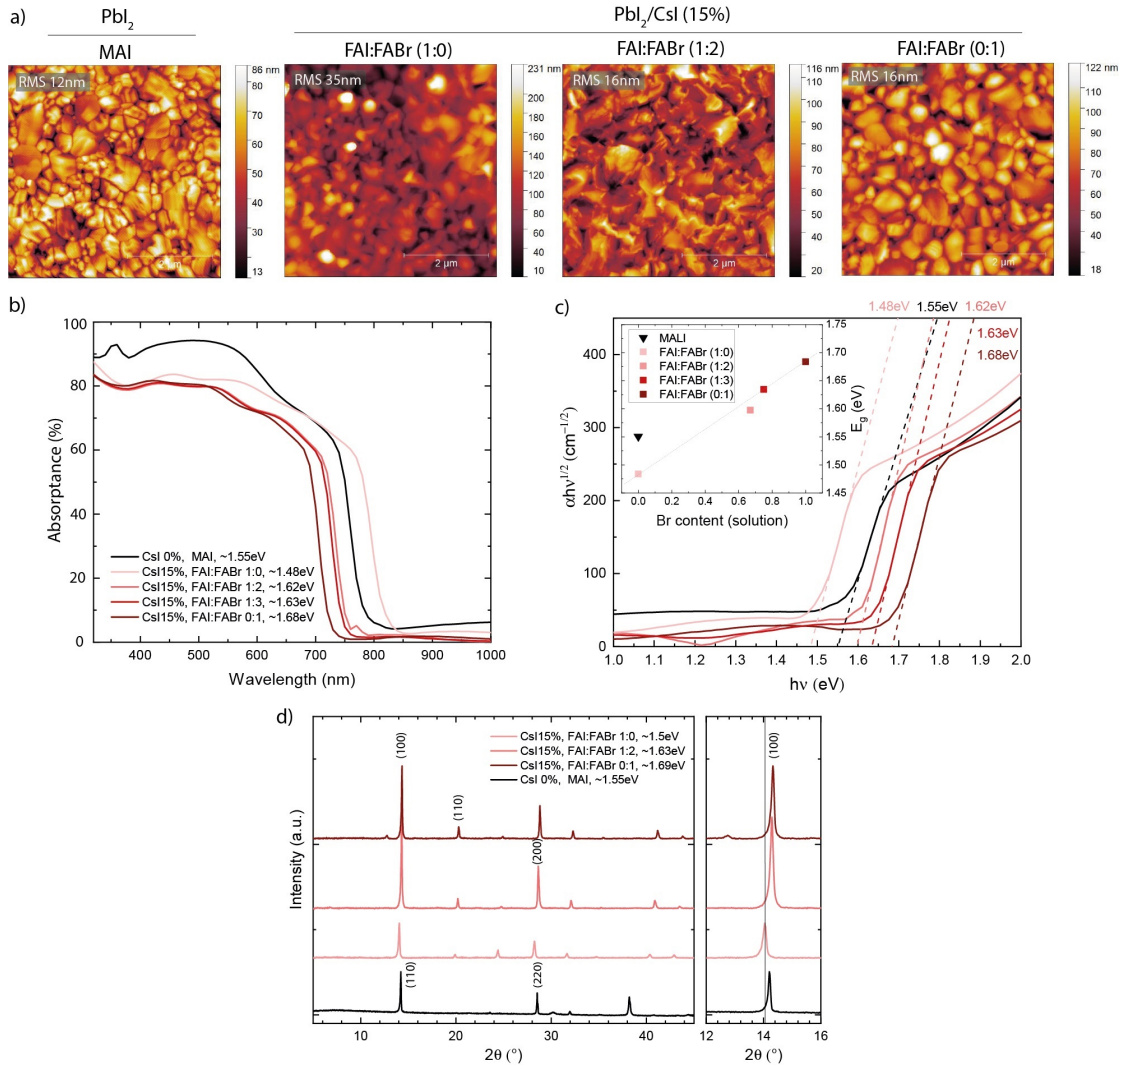 a)
PbI2
PbI2/CsI (15%)
MAI
FAI:FABr (1:0)
FAI:FABr (1:2)
FAI:FABr (0:1)
RMS 12nm
86 nm
80
70
60
50
40
30
13
2 μm
RMS 35nm
231 nm
200
180
160
140
120
100
80
60
40
10
2 μm
RMS 16nm
116 nm
110
100
90
80
70
60
50
40
20
2 μm
RMS 16nm
122 nm
110
100
90
80
70
60
50
40
18
2 μm
b)
100
80
60
40
20
0
Absorptance (%)
CsI 0%, MAI, ~1.55eV
CsI15%, FAI:FABr 1:0, ~1.48eV
CsI15%, FAI:FABr 1:2, ~1.62eV
CsI15%, FAI:FABr 1:3, ~1.63eV
CsI15%, FAI:FABr 0:1, ~1.68eV
400 500 600 700 800 900 1000
Wavelength (nm)
c)
1.48eV 1.55eV 1.62eV
1.63eV
1.68eV
400
300
200
100
0
αhν1/2 (cm−1/2)
MALI
FAI:FABr (1:0)
FAI:FABr (1:2)
FAI:FABr (1:3)
FAI:FABr (0:1)
1.75
1.70
1.65
1.60
1.55
1.50
1.45
Eg (eV)
0.0 0.2 0.4 0.6 0.8 1.0
Br content (solution)
1.0 1.1 1.2 1.3 1.4 1.5 1.6 1.7 1.8 1.9 2.0
hν (eV)
d)
Intensity (a.u.)
CsI15%, FAI:FABr 1:0, ~1.5eV
CsI15%, FAI:FABr 1:2, ~1.63eV
CsI15%, FAI:FABr 0:1, ~1.69eV
CsI 0%, MAI, ~1.55eV
(100)
(110)
(200)
(110)
(220)
(100)
10 20 30 40
2θ (°)
12 14 16
2θ (°)